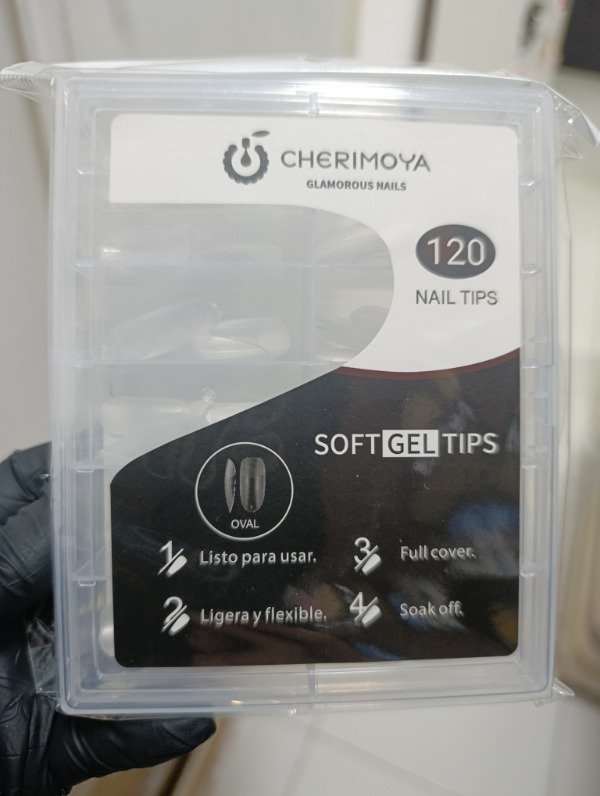 CHERIMOYA
GLAMOROUS NAILS
120
NAIL TIPS
SOFT GEL TIPS
OVAL
1 Listo para usar.
3 Full cover.
2 Ligera y flexible.
4 Soak off.